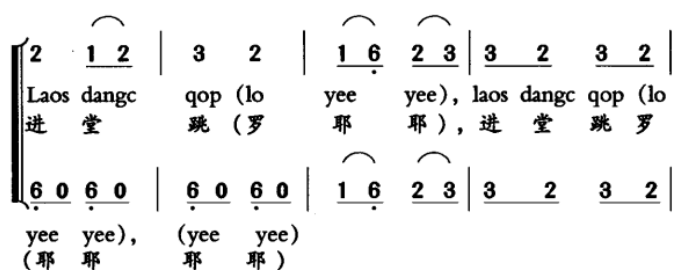 2 1 2 | 3 2 | 1 6 2 3 | 3 2 3 2 |
Laos dangc qop (lo yee yee), laos dangc qop (lo
进 堂 跳 (罗 耶 耶), 进 堂 跳 罗
6 0 6 0 | 6 0 6 0 | 1 6 2 3 | 3 2 3 2 |
yee yee), (yee yee)
(耶 耶 耶 耶)